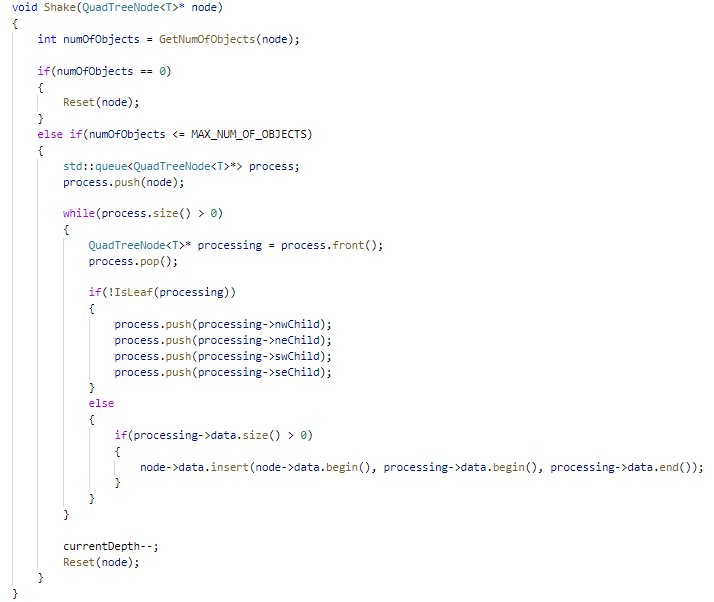 void Shake(QuadTreeNode<T>* node)
{
    int numOfObjects = GetNumOfObjects(node);

    if(numOfObjects == 0)
    {
        Reset(node);
    }
    else if(numOfObjects <= MAX_NUM_OF_OBJECTS)
    {
        std::queue<QuadTreeNode<T>*> process;
        process.push(node);

        while(process.size() > 0)
        {
            QuadTreeNode<T>* processing = process.front();
            process.pop();

            if(!IsLeaf(processing))
            {
                process.push(processing->nwChild);
                process.push(processing->neChild);
                process.push(processing->swChild);
                process.push(processing->seChild);
            }
            else
            {
                if(processing->data.size() > 0)
                {
                    node->data.insert(node->data.begin(), processing->data.begin(), processing->data.end());
                }
            }
        }

        currentDepth--;
        Reset(node);
    }
}